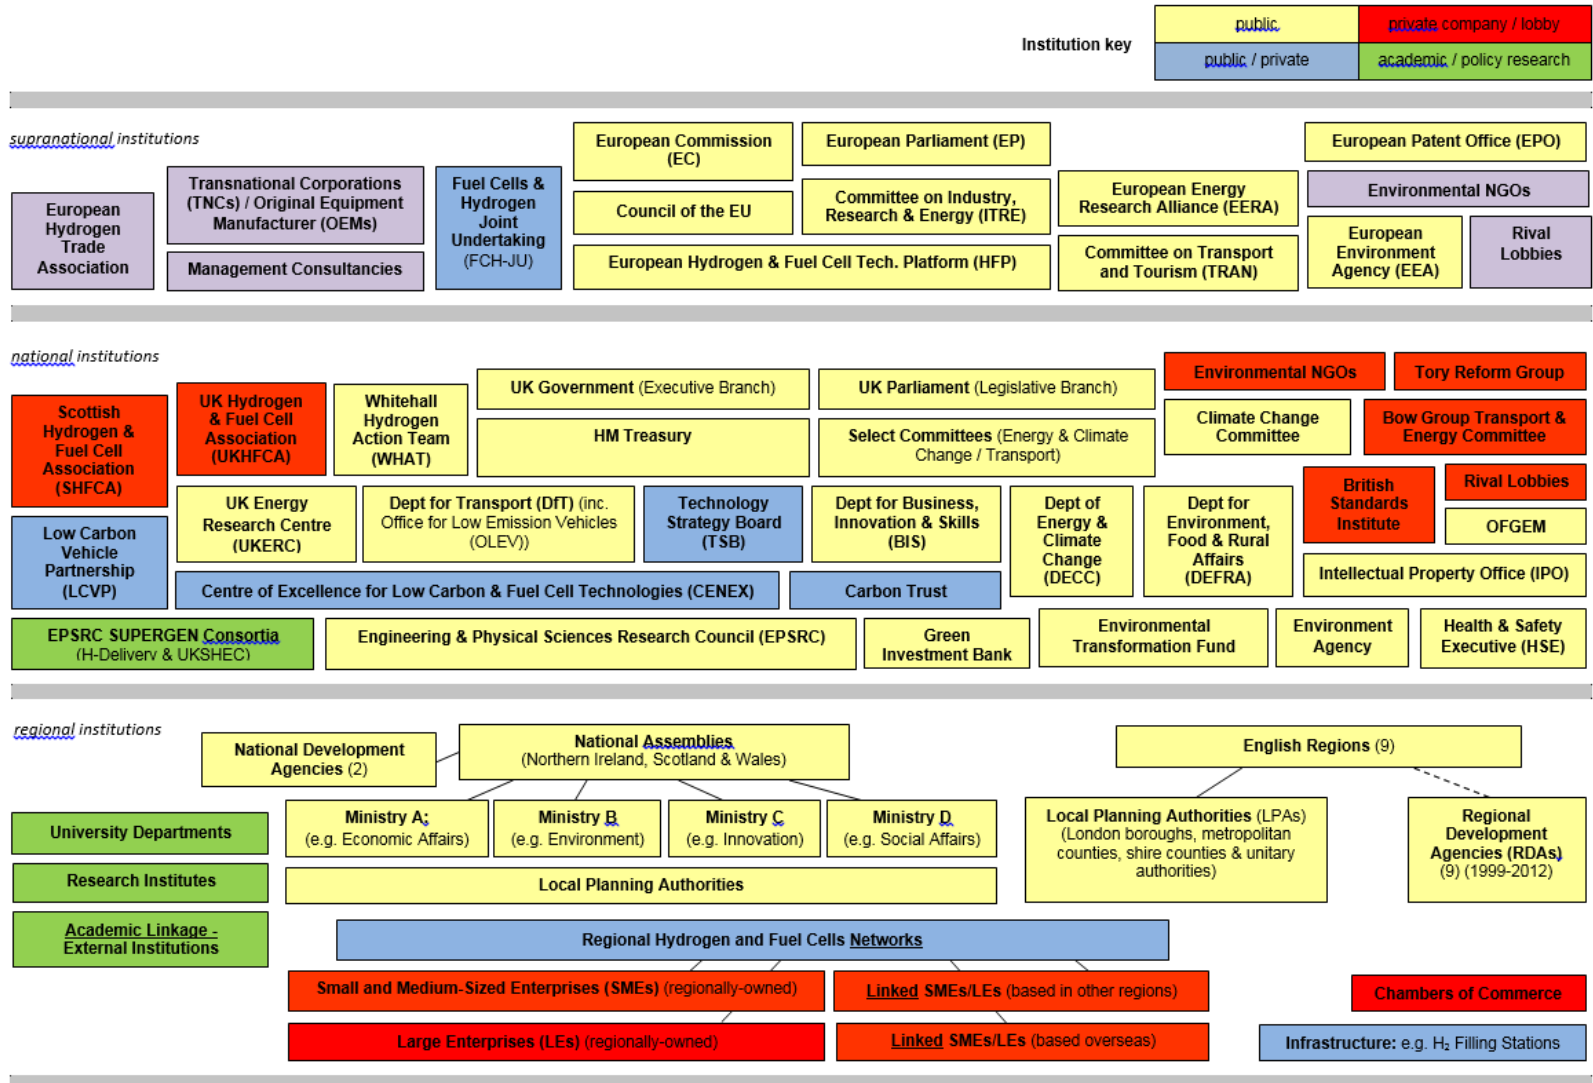 Institution key
public
private company / lobby
public / private
academic / policy research
supranational institutions
European
Hydrogen
Trade
Association
Transnational Corporations
(TNCs) / Original Equipment
Manufacturer (OEMs)
Management Consultancies
Fuel Cells &
Hydrogen
Joint
Undertaking
(FCH-JU)
European Commission
(EC)
Council of the EU
European Parliament (EP)
Committee on Industry,
Research & Energy (ITRE)
European Hydrogen & Fuel Cell Tech. Platform (HFP)
European Energy
Research Alliance (EERA)
Committee on Transport
and Tourism (TRAN)
European Patent Office (EPO)
Environmental NGOs
European
Environment
Agency (EEA)
Rival
Lobbies
national institutions
Scottish
Hydrogen &
Fuel Cell
Association
(SHFCA)
UK Hydrogen
& Fuel Cell
Association
(UKHFCA)
Whitehall
Hydrogen
Action Team
(WHAT)
UK Government (Executive Branch)
HM Treasury
UK Parliament (Legislative Branch)
Select Committees (Energy & Climate
Change / Transport)
Environmental NGOs
Tory Reform Group
Climate Change
Committee
Bow Group Transport &
Energy Committee
Low Carbon
Vehicle
Partnership
(LCVP)
UK Energy
Research Centre
(UKERC)
Dept for Transport (DfT) (inc.
Office for Low Emission Vehicles
(OLEV))
Technology
Strategy Board
(TSB)
Dept for Business,
Innovation & Skills
(BIS)
Dept of
Energy &
Climate
Change
(DECC)
Dept for
Environment,
Food & Rural
Affairs
(DEFRA)
British
Standards
Institute
Rival Lobbies
OFGEM
Intellectual Property Office (IPO)
Centre of Excellence for Low Carbon & Fuel Cell Technologies (CENEX)
Carbon Trust
EPSRC SUPERGEN Consortia
(H-Delivery & UKSHEC)
Engineering & Physical Sciences Research Council (EPSRC)
Green
Investment Bank
Environmental
Transformation Fund
Environment
Agency
Health & Safety
Executive (HSE)
regional institutions
National Development
Agencies (2)
National Assemblies
(Northern Ireland, Scotland & Wales)
English Regions (9)
University Departments
Research Institutes
Academic Linkage -
External Institutions
Ministry A;
(e.g. Economic Affairs)
Ministry B
(e.g. Environment)
Ministry C
(e.g. Innovation)
Ministry D
(e.g. Social Affairs)
Local Planning Authorities
Local Planning Authorities (LPAs)
(London boroughs, metropolitan
counties, shire counties & unitary
authorities)
Regional
Development
Agencies (RDAs)
(9) (1999-2012)
Regional Hydrogen and Fuel Cells Networks
Small and Medium-Sized Enterprises (SMEs) (regionally-owned)
Linked SMEs/LEs (based in other regions)
Large Enterprises (LEs) (regionally-owned)
Linked SMEs/LEs (based overseas)
Chambers of Commerce
Infrastructure: e.g. H₂ Filling Stations